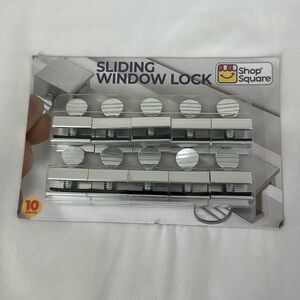 SLIDING
WINDOW LOCK
Shop
Square
10
PACK